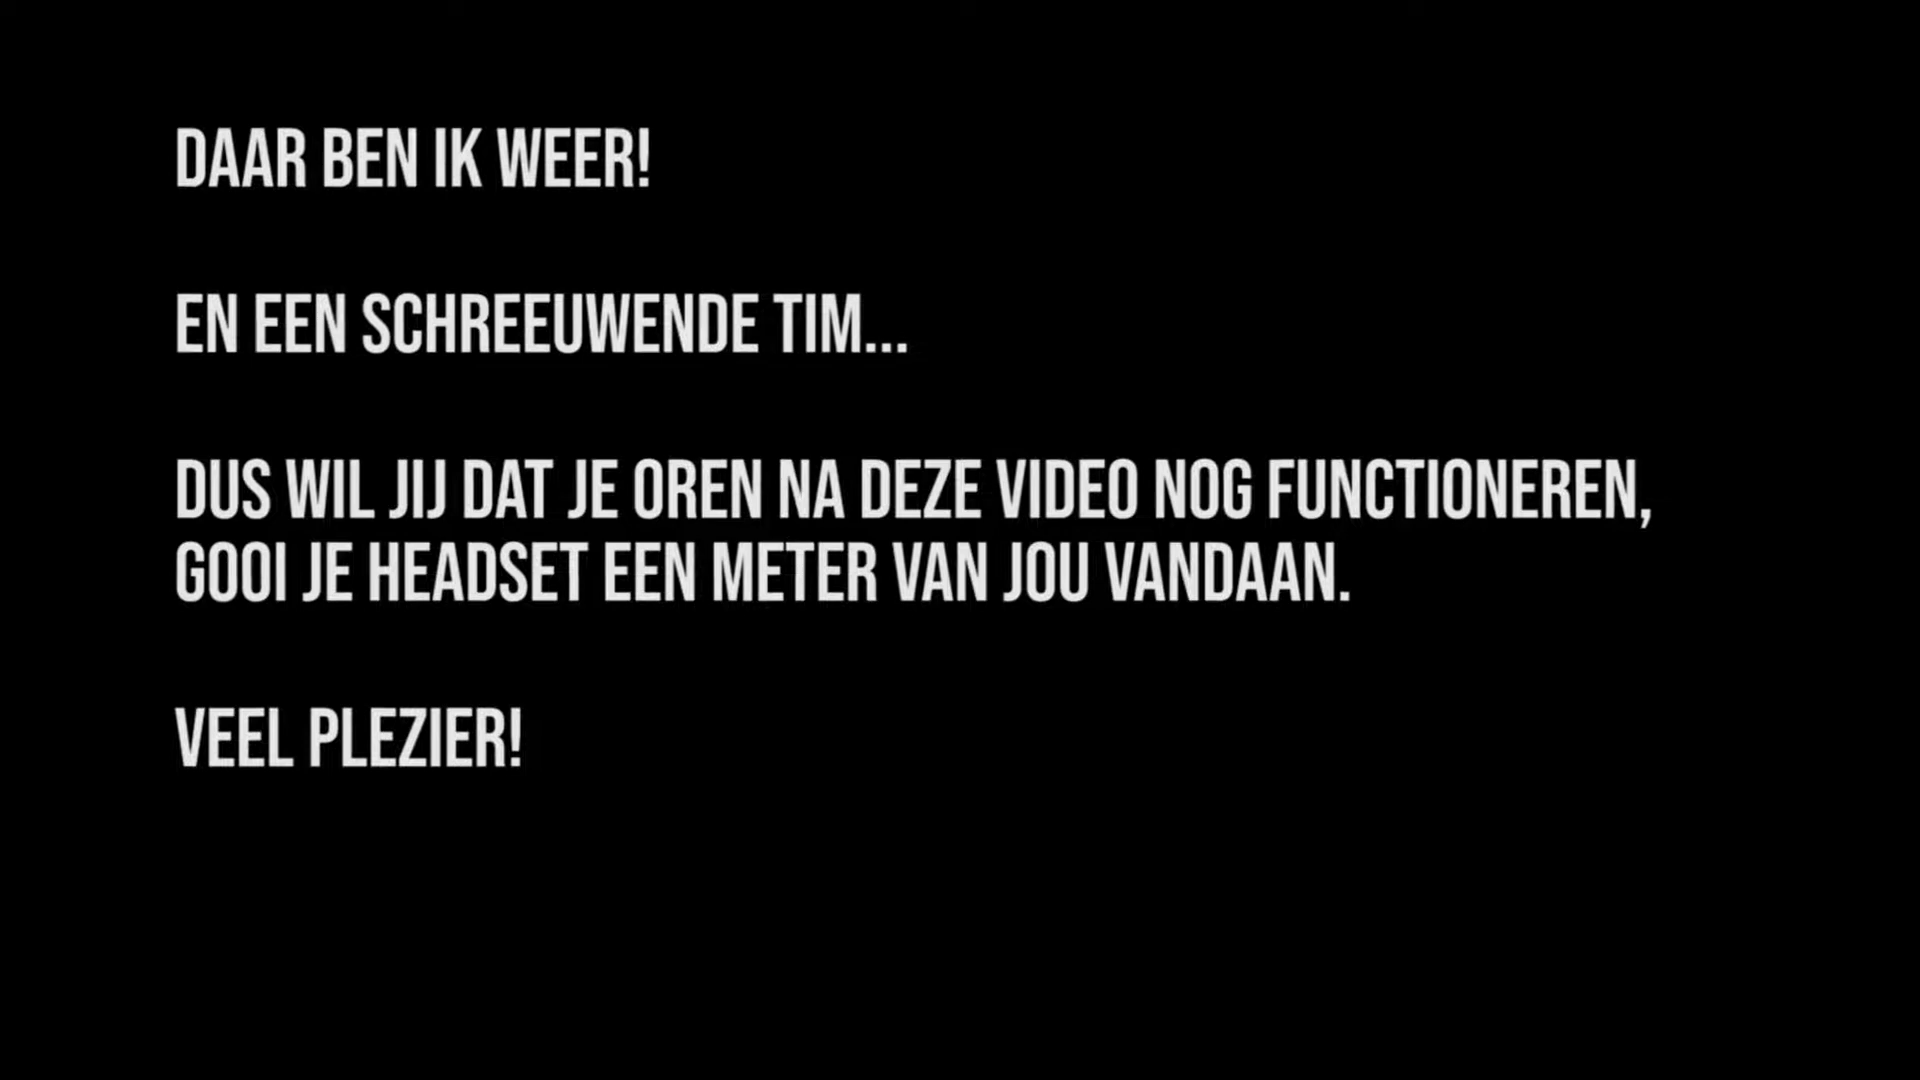 DAAR BEN IK WEER!
EN EEN SCHREEUWENDE TIM...
DUS WIL JIJ DAT JE OREN NA DEZE VIDEO NOG FUNCTIONEREN,
GOOI JE HEADSET EEN METER VAN JOU VANDAAN.
VEEL PLEZIER!